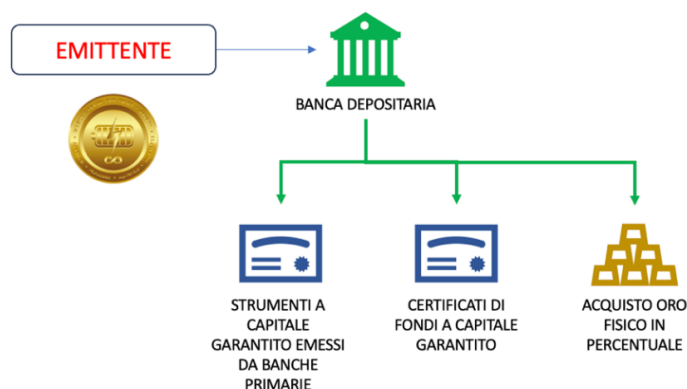 EMITTENTE
BANCA DEPOSITARIA
STRUMENTI A
CAPITALE
GARANTITO EMESSI
DA BANCHE
PRIMARIE
CERTIFICATI DI
FONDI A CAPITALE
GARANTITO
ACQUISTO ORO
FISICO IN
PERCENTUALE